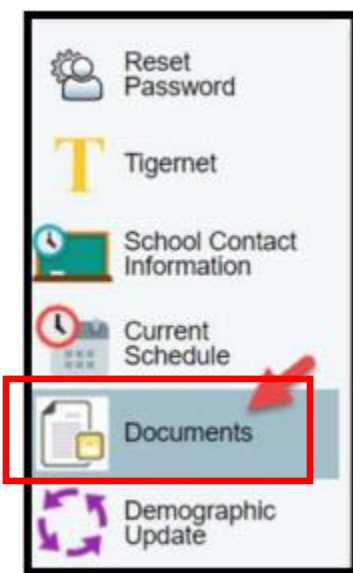 Reset
Password
T
Tigernet
School Contact
Information
Current
Schedule
Documents
Demographic
Update